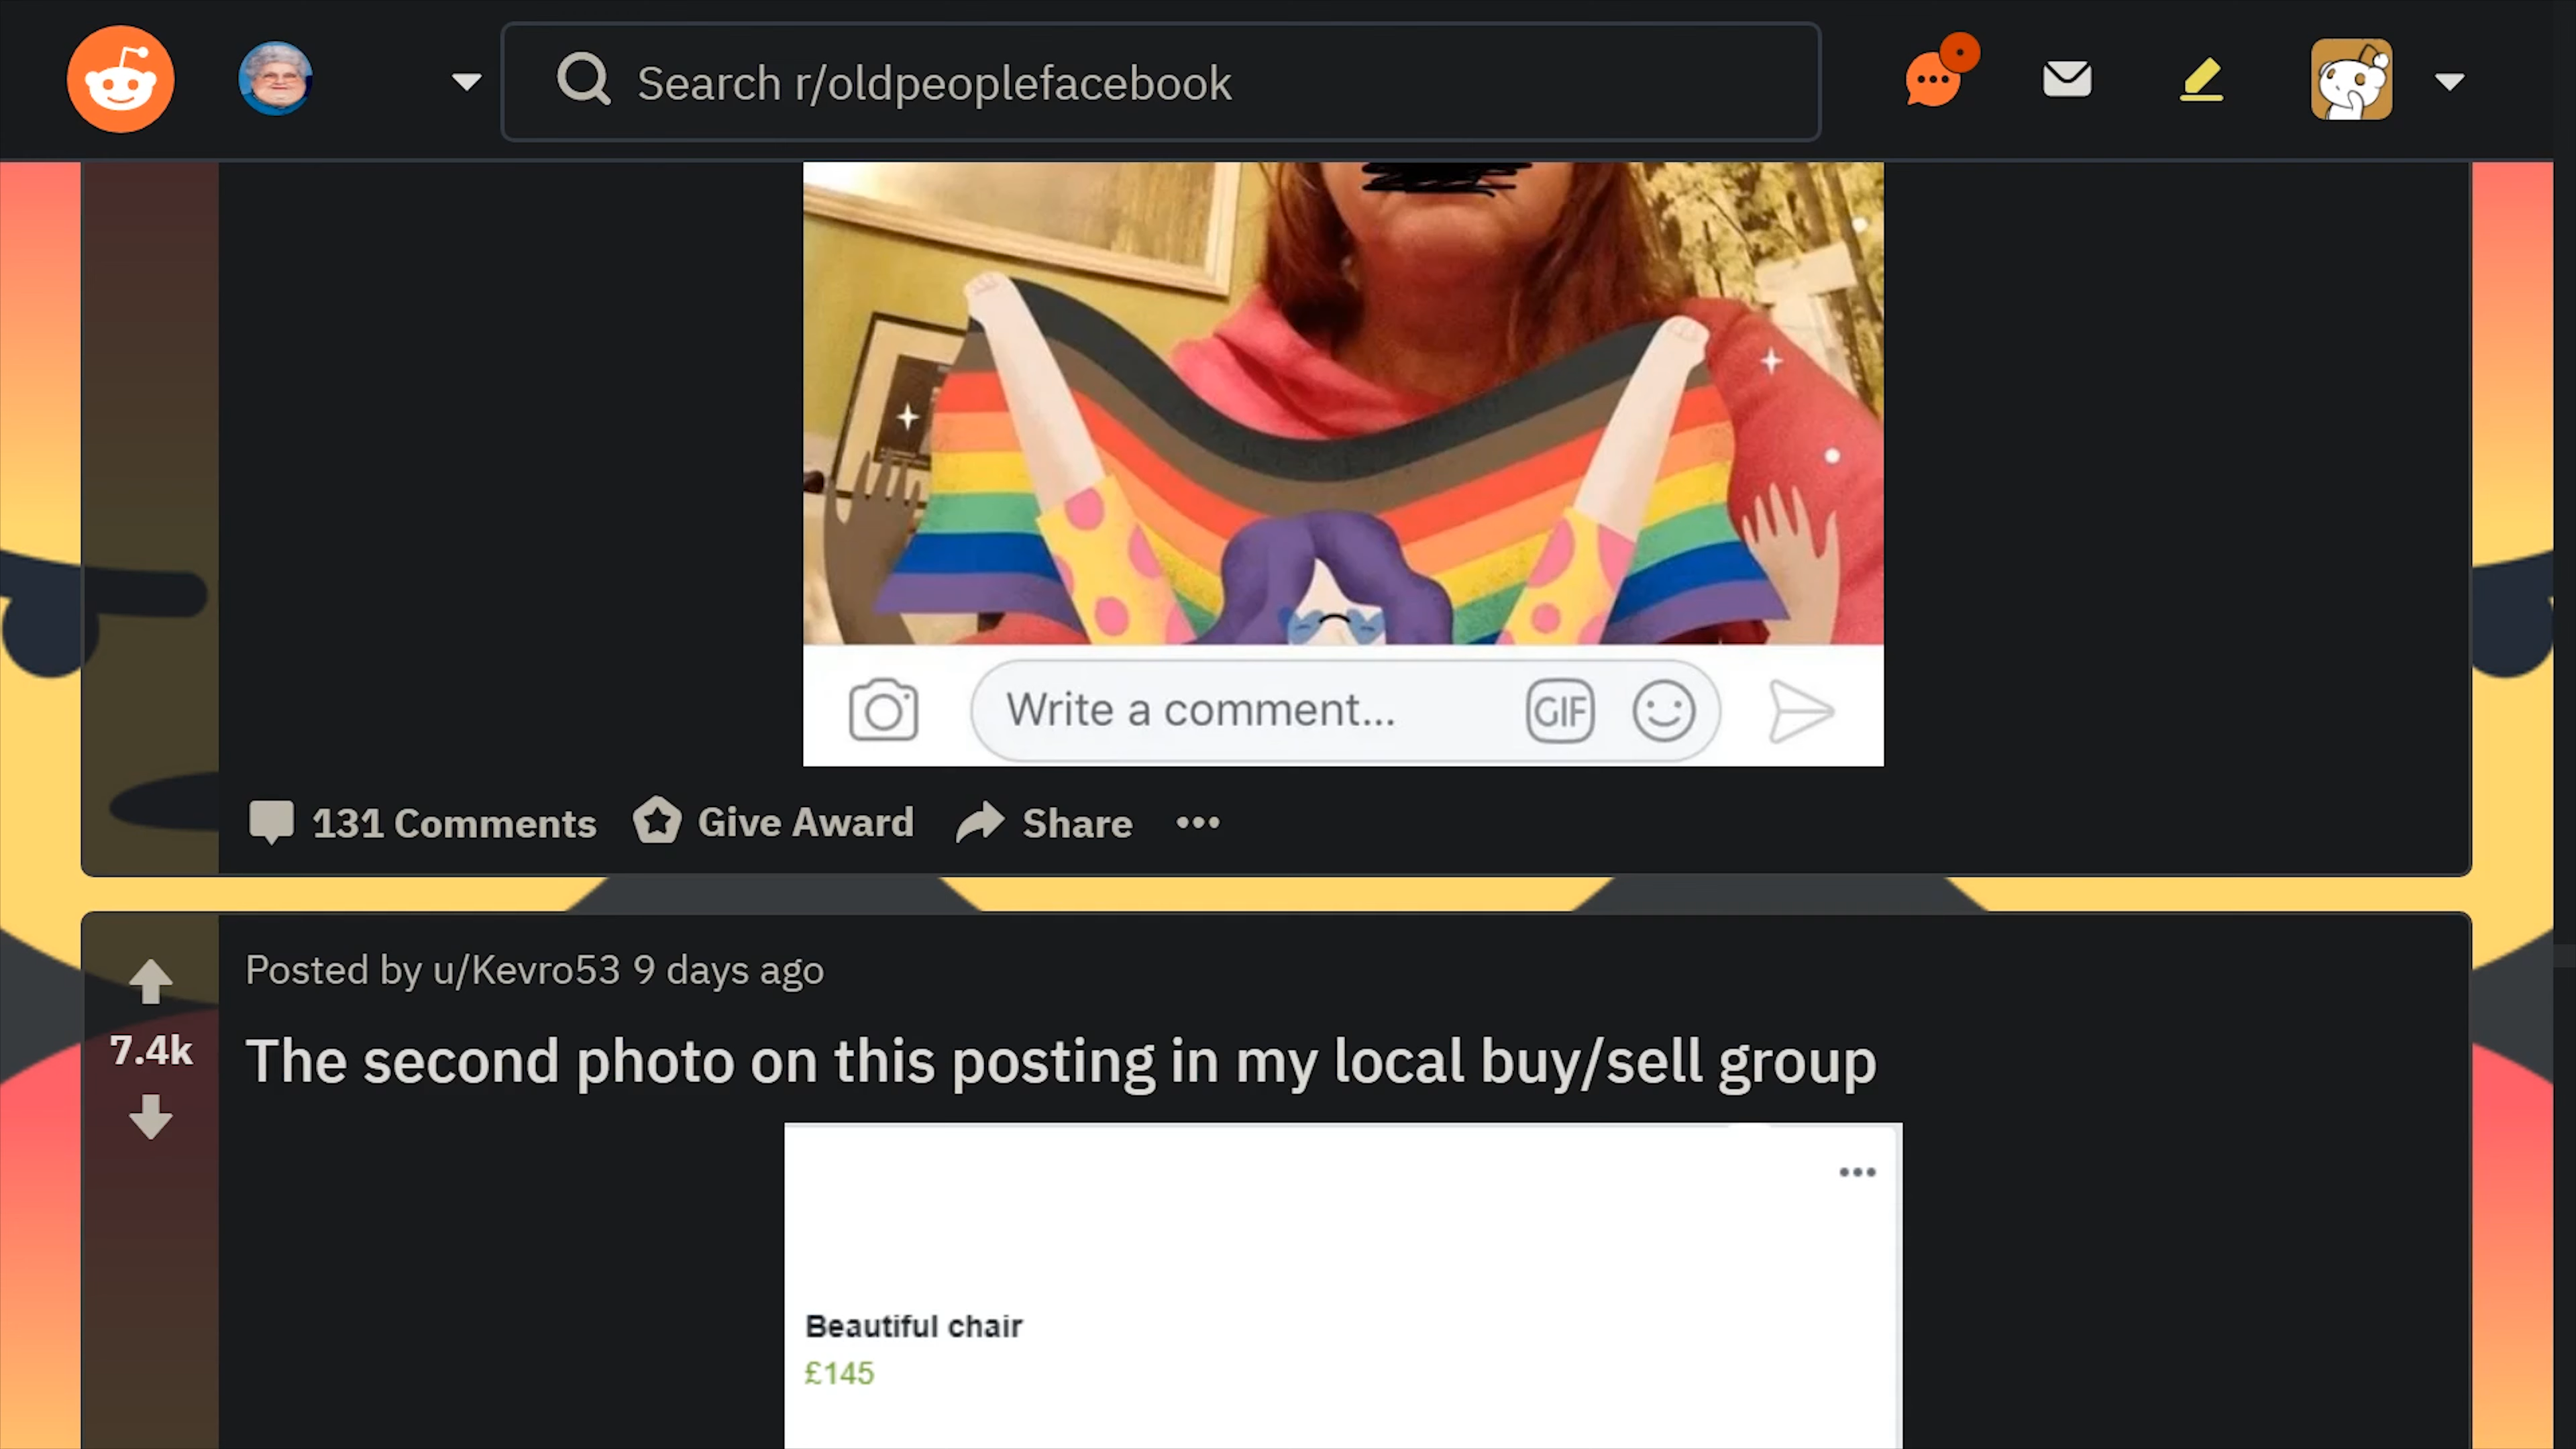 Search r/oldpeoplefacebook
Write a comment...
GIF
131 Comments
Give Award
Share
Posted by u/Kevro53 9 days ago
7.4k
The second photo on this posting in my local buy/sell group
Beautiful chair
£145